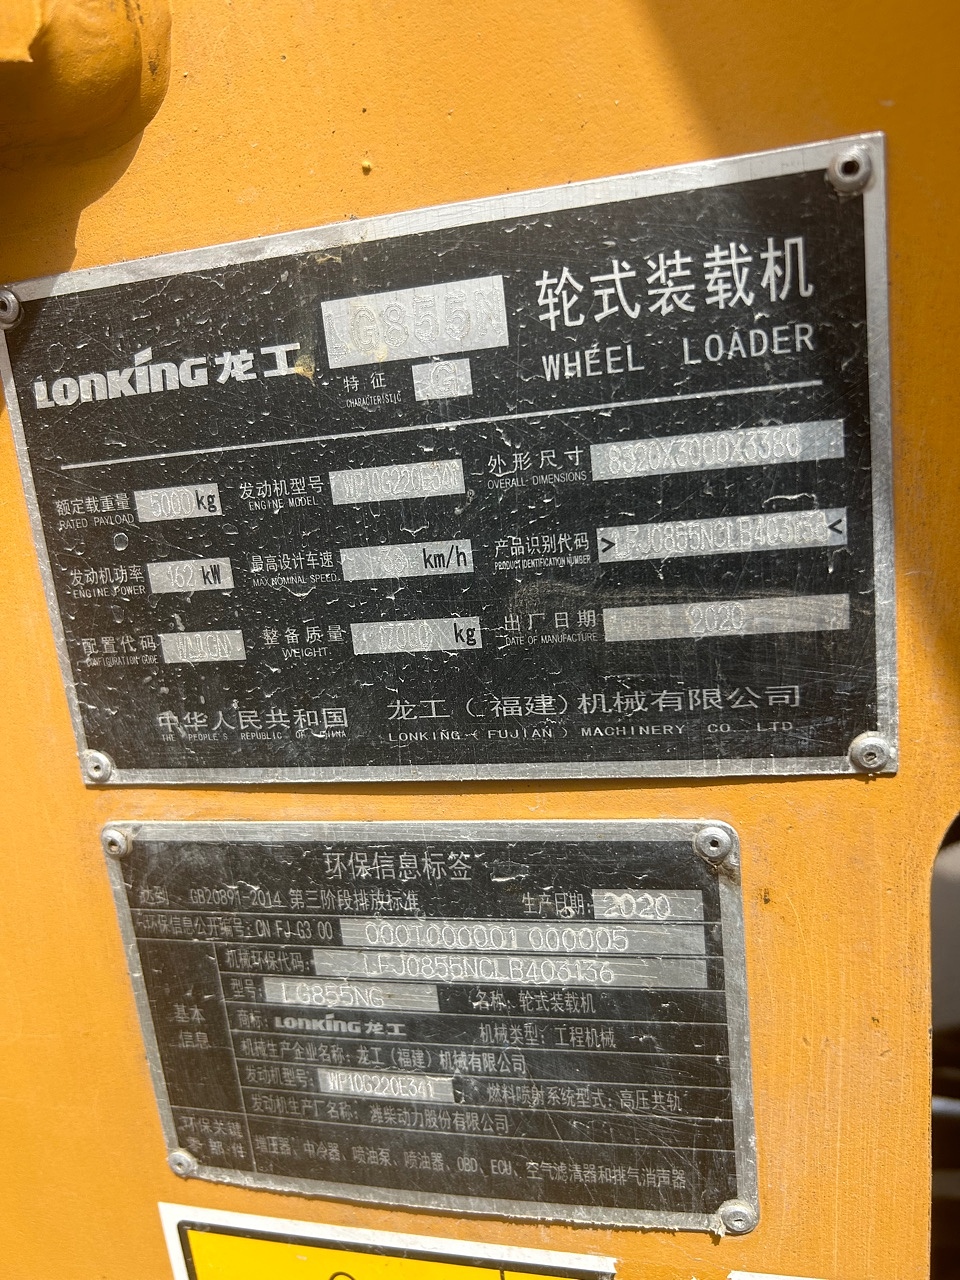 LONKING 龙工 LG855N 轮式装载机
特征 G WHEEL LOADER
CHARACTERISTIC
额定载重量 5000 kg 发动机型号 WP10G220E341 外形尺寸 8320X3000X3380
RATED PAYLOAD ENGINE MODEL OVERALL DIMENSIONS
发动机功率 162 kW 最高设计车速 km/h 产品识别代码 > <
ENGINE POWER MAX.NOMINAL SPEED PRODUCT IDENTIFICATION NUMBER
配置代码 整备质量 17060 kg 出厂日期 2020
CONFIGURATION CODE WEIGHT DATE OF MANUFACTURE
中华人民共和国 龙工(福建)机械有限公司
THE PEOPLE'S REPUBLIC OF CHINA LONKING (FUJIAN) MACHINERY CO., LTD.
环保信息标签
达到 GB20891-2014 第三阶段排放标准 生产日期: 2020
环保信息公开编号: CN FJ G3 00 000T000001 000005
机械环保代码: LFJ0855NCLB403136
型号: LG855NG 名称: 轮式装载机
基本信息
商标: LONKING 龙工 机械类型: 工程机械
机械生产企业名称: 龙工(福建)机械有限公司
发动机型号: WP10G220E341 燃料喷射系统型式: 高压共轨
发动机生产厂名称: 潍柴动力股份有限公司
环保关键零部件
增压器、中冷器、喷油泵、喷油器、OBD、ECU、空气滤清器和排气消声器